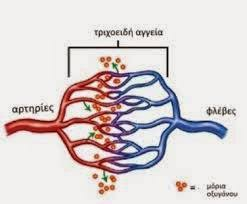 τριχοειδή αγγεία
αρτηρίες
φλέβες
= μόρια
οξυγόνου